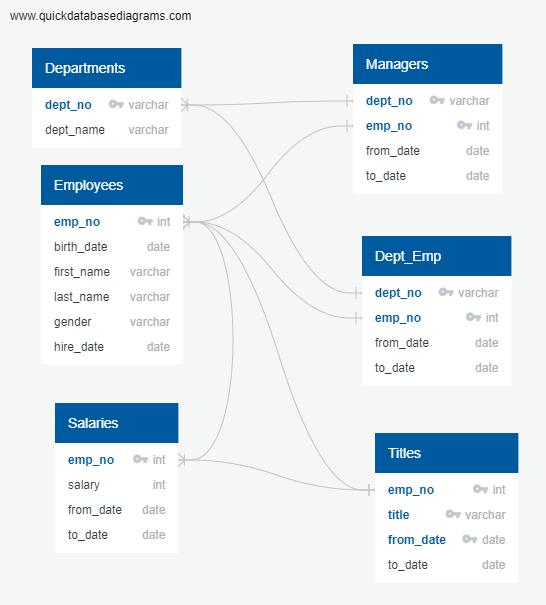 www.quickdatabasediagrams.com
Departments
dept_no varchar
dept_name varchar
Managers
dept_no varchar
emp_no int
from_date date
to_date date
Employees
emp_no int
birth_date date
first_name varchar
last_name varchar
gender varchar
hire_date date
Dept_Emp
dept_no varchar
emp_no int
from_date date
to_date date
Salaries
emp_no int
salary int
from_date date
to_date date
Titles
emp_no int
title varchar
from_date date
to_date date